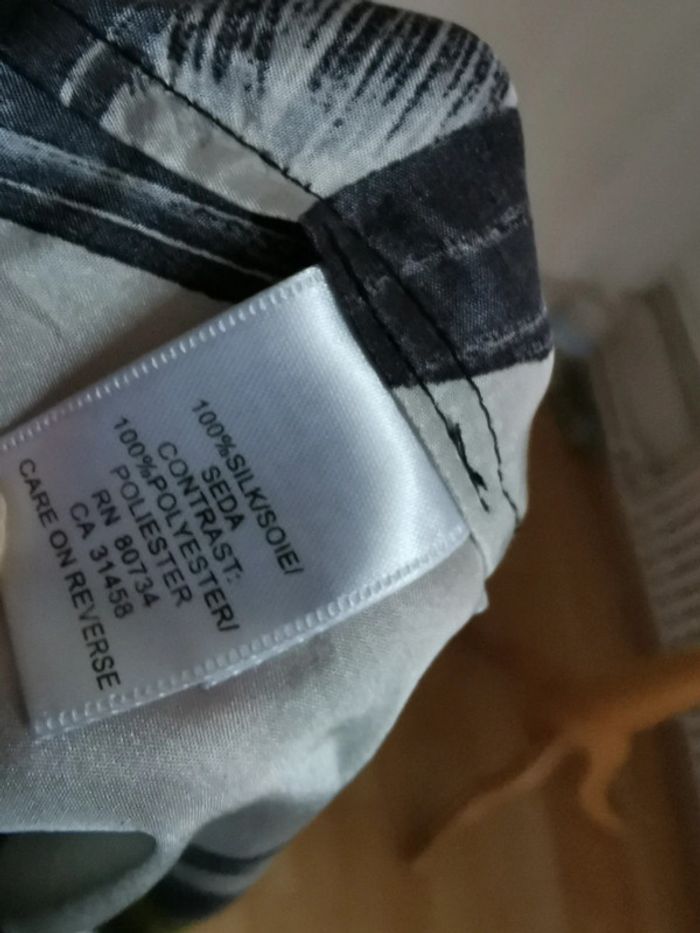 100%SILK/SOIE/
SEDA
CONTRAST:
100%POLYESTER/
POLIESTER
RN 80734
CA 31458
CARE ON REVERSE